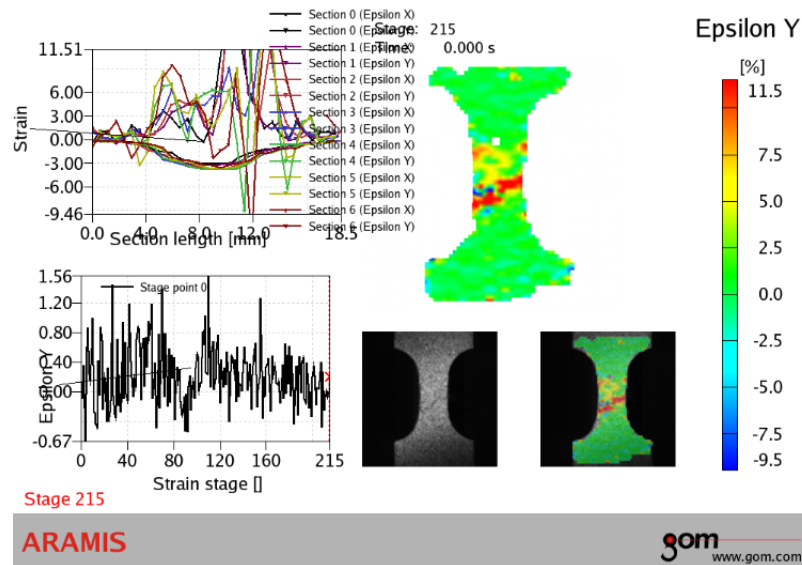 Section 0 (Epsilon X)
Section 0 (Epsilon Y)
Section 1 (Epsilon X)
Section 1 (Epsilon Y)
Section 2 (Epsilon X)
Section 2 (Epsilon Y)
Section 3 (Epsilon X)
Section 3 (Epsilon Y)
Section 4 (Epsilon X)
Section 4 (Epsilon Y)
Section 5 (Epsilon X)
Section 5 (Epsilon Y)
Section 6 (Epsilon X)
Section 6 (Epsilon Y)
Stage: 215
Time: 0.000 s
Epsilon Y
[%]
11.5
7.5
5.0
2.5
0.0
-2.5
-5.0
-7.5
-9.5
Strain
11.51
6.00
3.00
0.00
-3.00
-6.00
-9.46
0.0 4.0 8.0 12.0 18.5
Section length [mm]
Epsilon Y
1.56
1.20
0.80
0.40
0.00
-0.67
Stage point 0
0 40 80 120 160 215
Strain stage []
Stage 215
ARAMIS
gom
www.gom.com